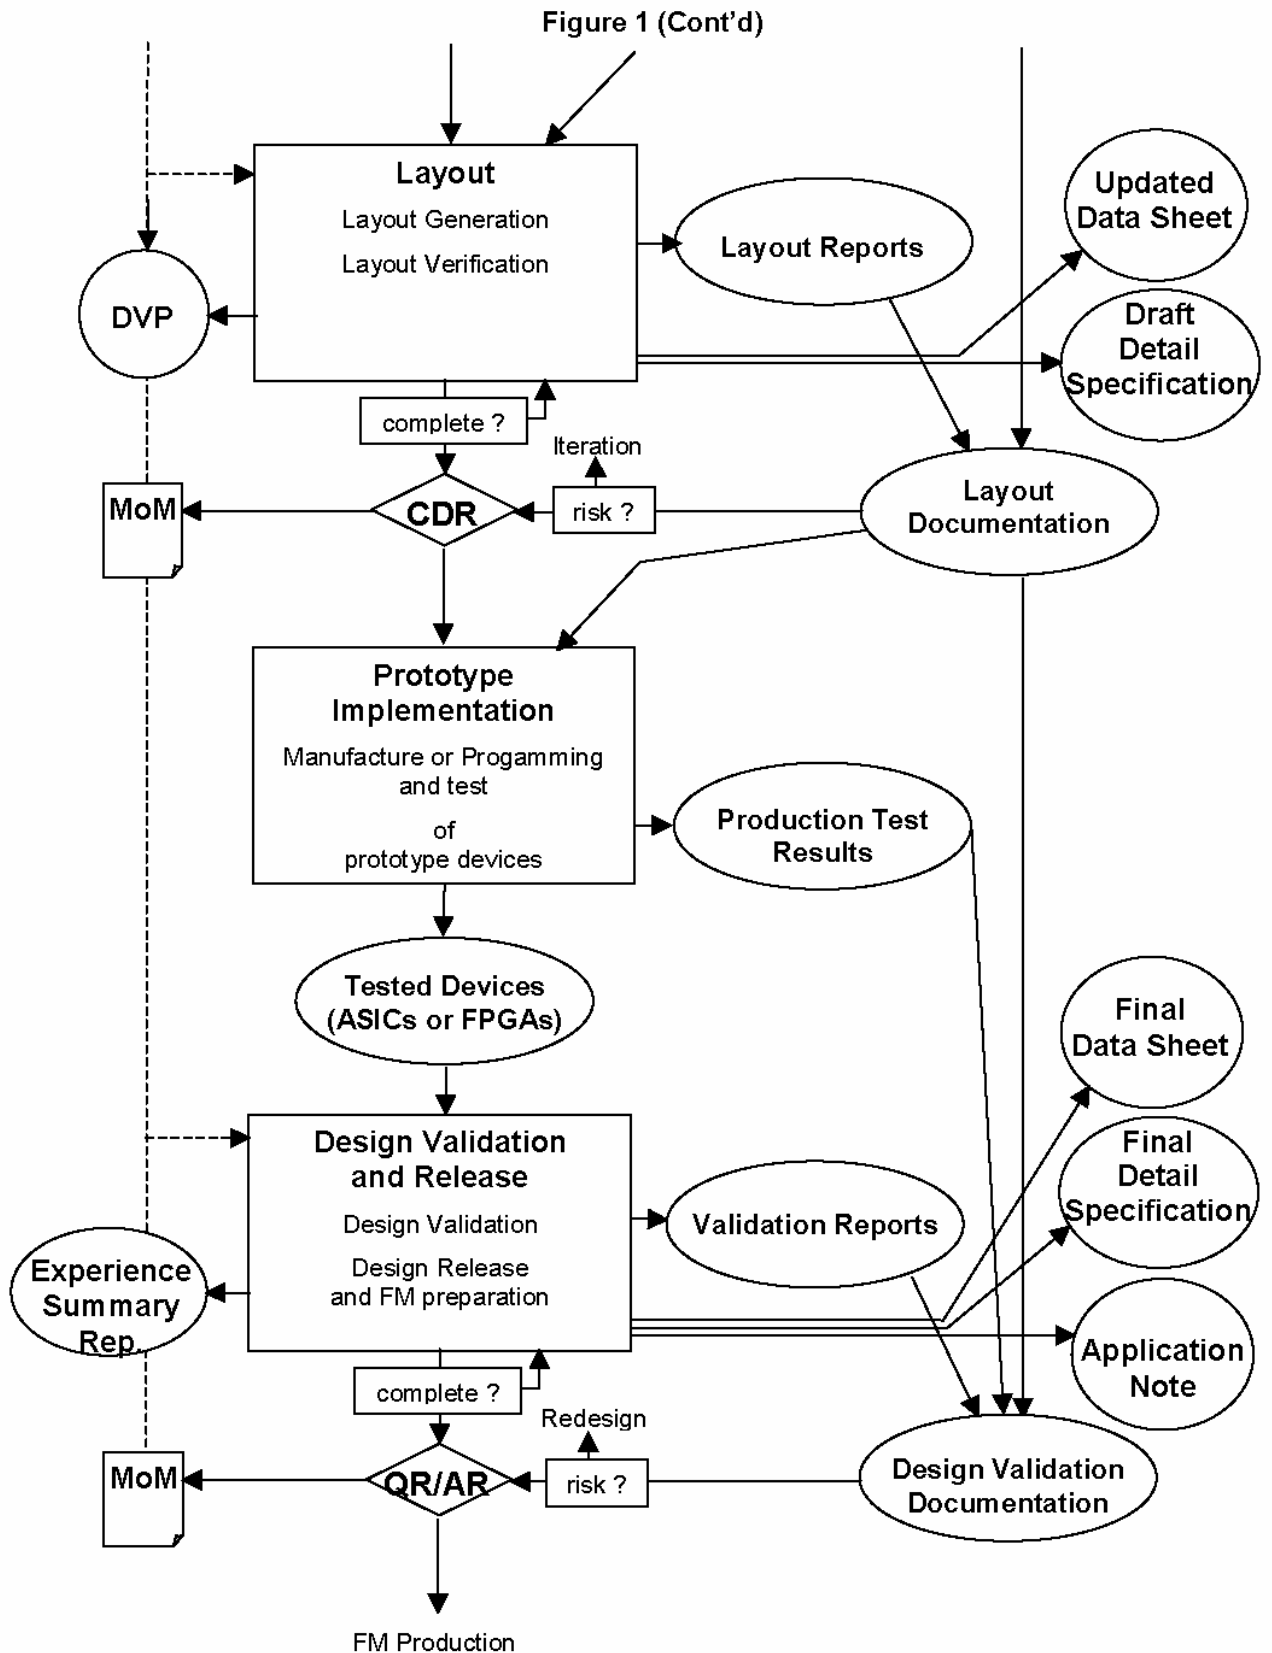 Figure 1 (Cont'd)
Layout
Layout Generation
Layout Verification
Layout Reports
Updated
Data Sheet
DVP
Draft
Detail
Specification
complete ?
Iteration
MoM
CDR
risk ?
Layout
Documentation
Prototype
Implementation
Manufacture or Progamming
and test
of
prototype devices
Production Test
Results
Tested Devices
(ASICs or FPGAs)
Final
Data Sheet
Design Validation
and Release
Design Validation
Design Release
and FM preparation
Validation Reports
Final
Detail
Specification
Experience
Summary
Rep.
Application
Note
complete ?
Redesign
MoM
QR/AR
risk ?
Design Validation
Documentation
FM Production